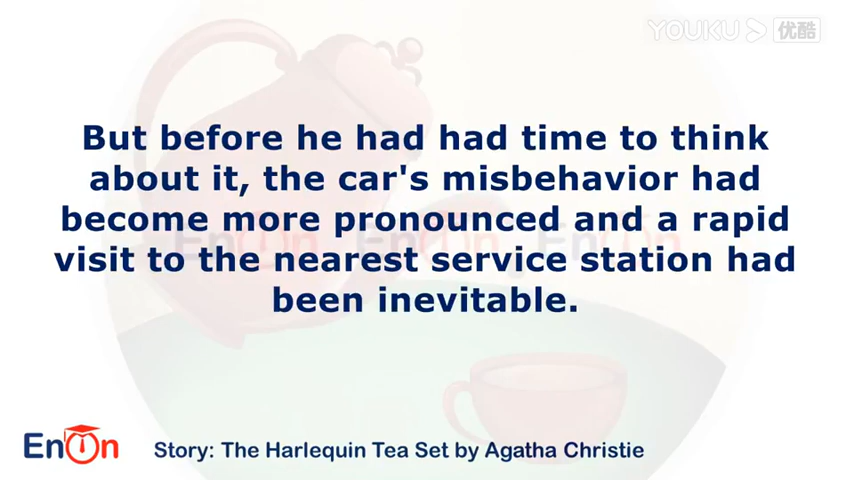 YOUKU 优酷
But before he had had time to think
about it, the car's misbehavior had
become more pronounced and a rapid
visit to the nearest service station had
been inevitable.
EnOn
Story: The Harlequin Tea Set by Agatha Christie